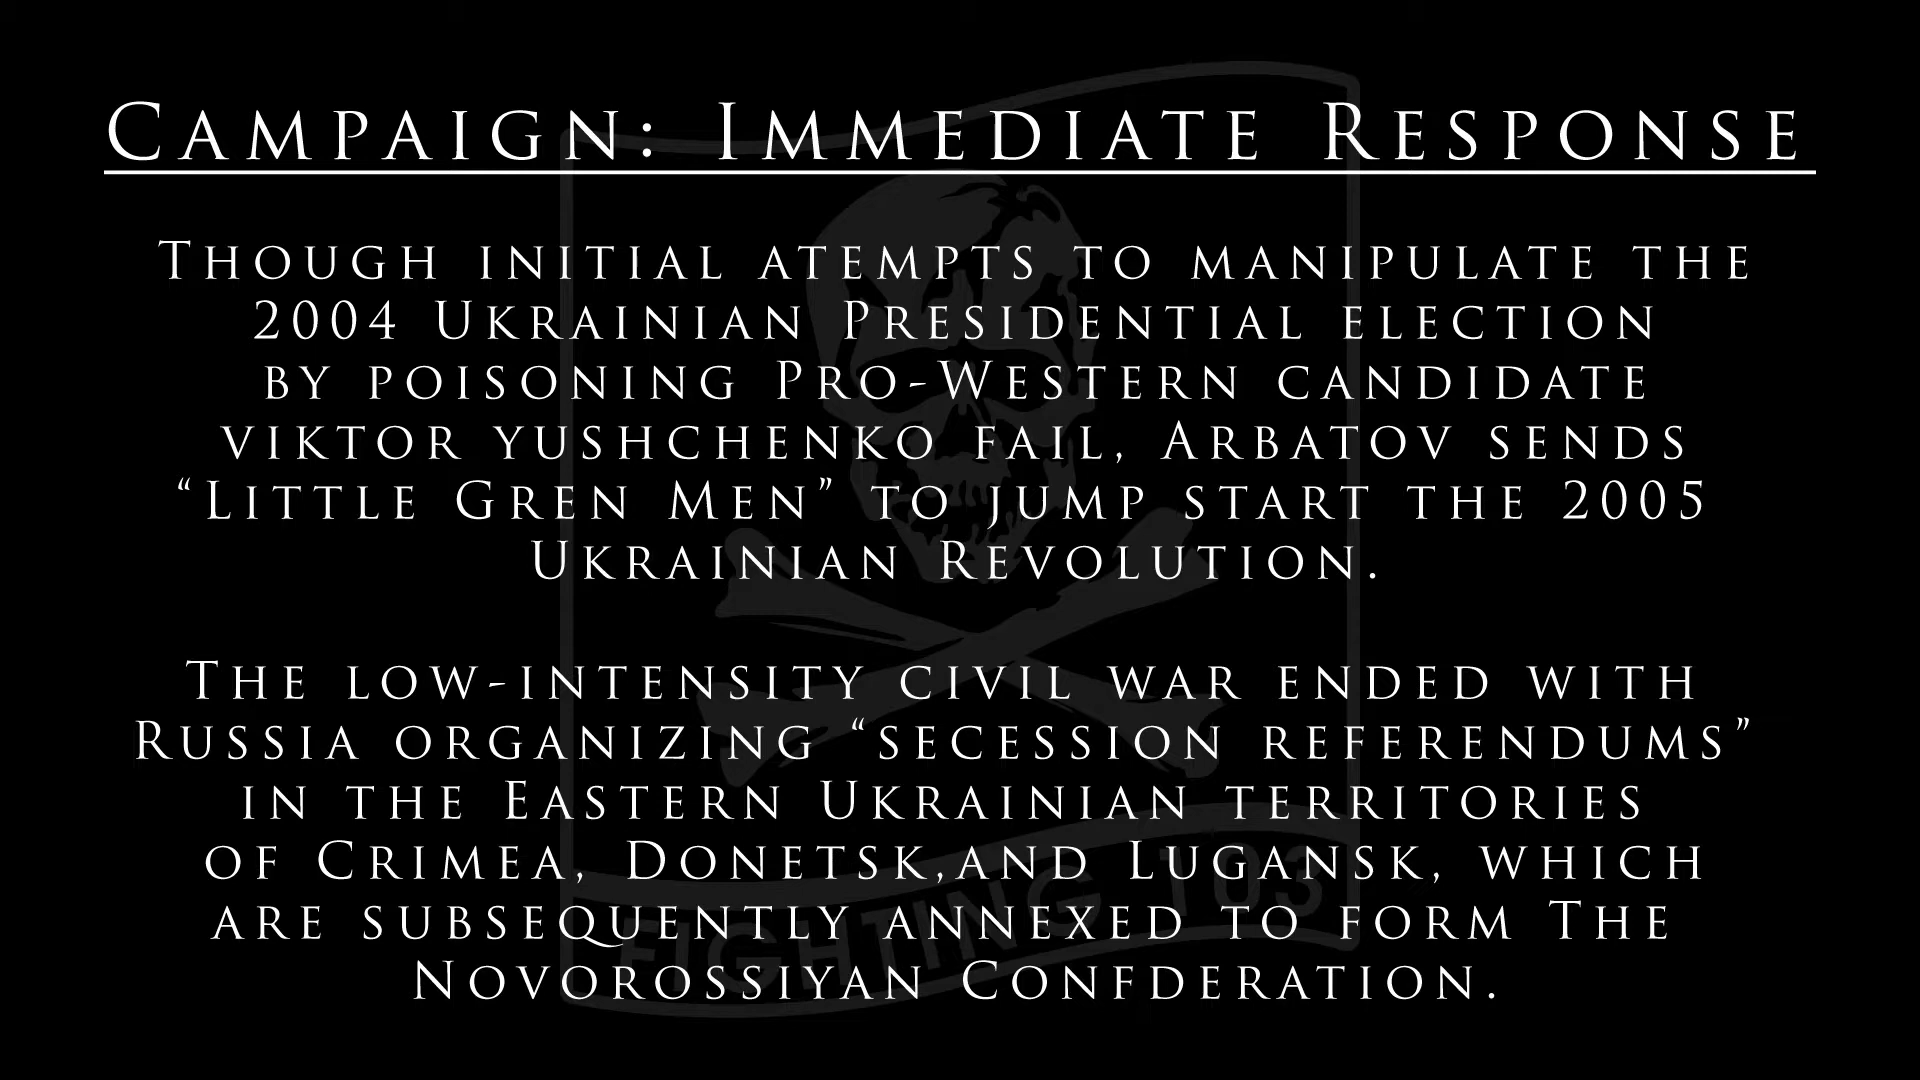 Campaign: Immediate Response
Though initial atempts to manipulate the
2004 Ukrainian Presidential election
by poisoning Pro-Western candidate
viktor yushchenko fail, Arbatov sends
“Little Gren Men” to jump start the 2005
Ukrainian Revolution.
The low-intensity civil war ended with
Russia organizing “secession referendums”
in the Eastern Ukrainian territories
of Crimea, Donetsk,and Lugansk, which
are subsequently annexed to form The
Novorossiyan Confderation.
FIGHTING 103